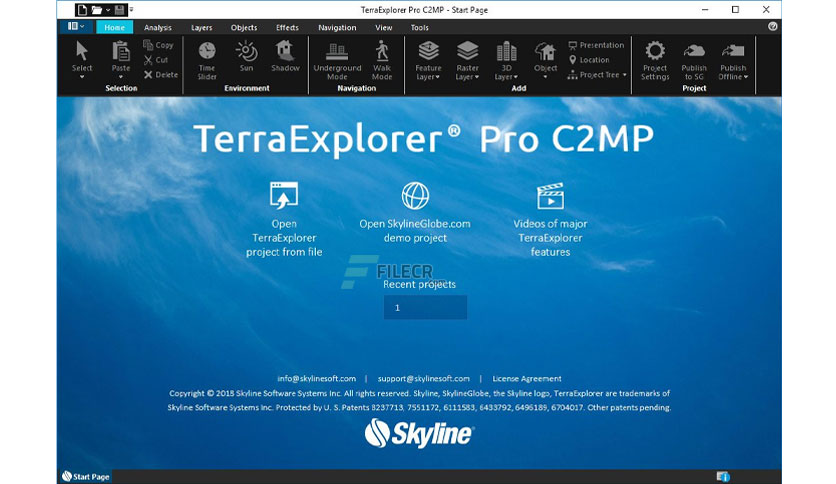 TerraExplorer Pro C2MP - Start Page
Home Analysis Layers Objects Effects Navigation View Tools
Select
Paste
Copy
Cut
Delete
Selection
Time
Slider
Sun
Shadow
Environment
Underground
Mode
Walk
Mode
Navigation
Feature
Layer
Raster
Layer
3D
Layer
Object
Presentation
Location
Project Tree
Add
Project
Settings
Publish
to SG
Publish
Offline
Project
TerraExplorer® Pro C2MP
Open
TerraExplorer
project from file
Open SkylineGlobe.com
demo project
Videos of major
TerraExplorer
features
FILECR
Recent projects
1
info@skylinesoft.com | support@skylinesoft.com | License Agreement
Copyright © 2018 Skyline Software Systems Inc. All rights reserved. Skyline, SkylineGlobe, the Skyline logo, TerraExplorer are trademarks of
Skyline Software Systems Inc. Protected by U. S. Patents 8237713, 7551172, 6111583, 6433792, 6496189, 6704017. Other patents pending.
Skyline®
Start Page